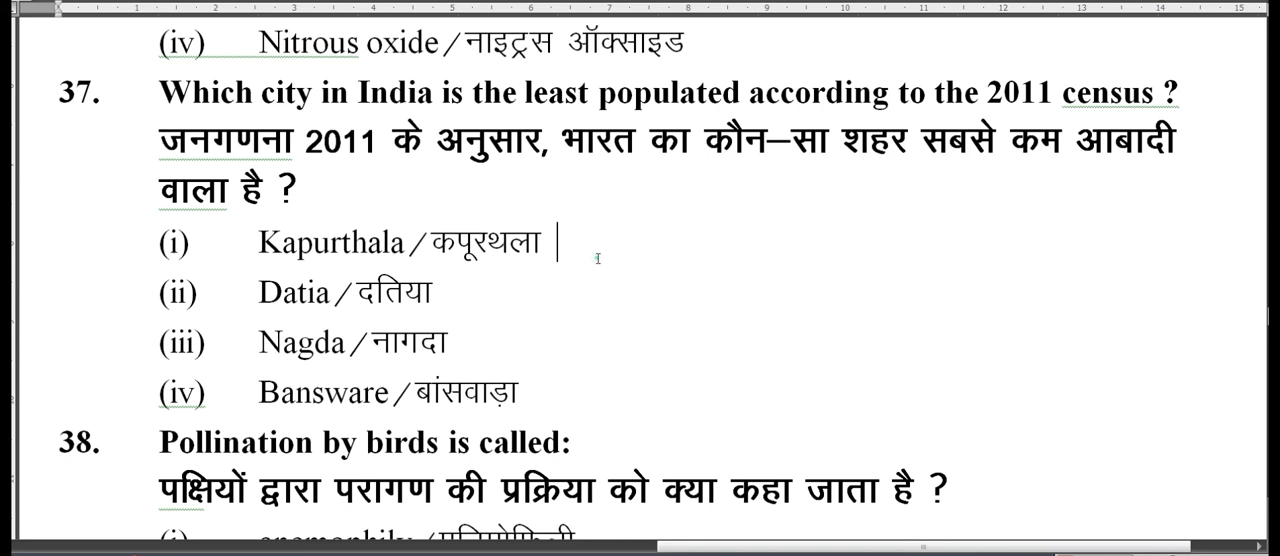 (iv) Nitrous oxide / नाइट्रस ऑक्साइड
37. Which city in India is the least populated according to the 2011 census ?
जनगणना 2011 के अनुसार, भारत का कौन–सा शहर सबसे कम आबादी
वाला है ?
(i) Kapurthala / कपूरथला
(ii) Datia / दतिया
(iii) Nagda / नागदा
(iv) Bansware / बांसवाड़ा
38. Pollination by birds is called:
पक्षियों द्वारा परागण की प्रक्रिया को क्या कहा जाता है ?
(i)